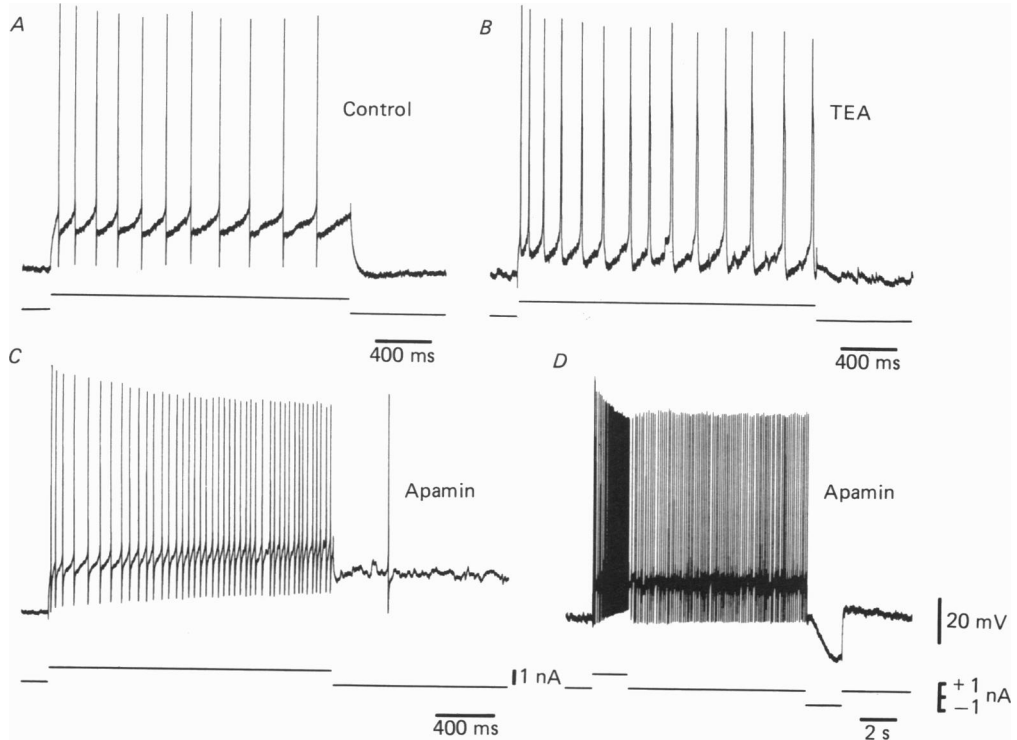 A
Control
400 ms
B
TEA
400 ms
C
Apamin
400 ms
1 nA
D
Apamin
20 mV
+1
−1
nA
2 s